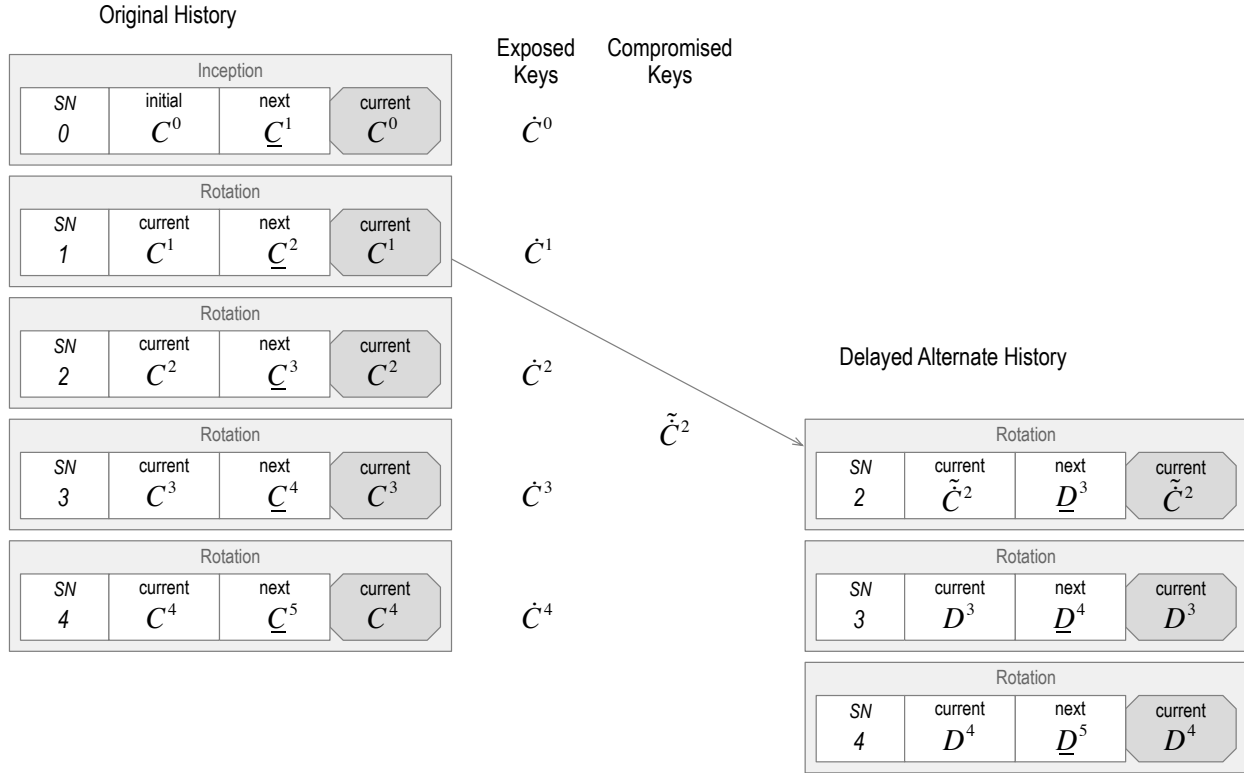 Original History
Exposed Keys
Compromised Keys
Inception
SN initial next current
0 C⁰ C̲¹ C⁰ Ċ⁰
Rotation
SN current next current
1 C¹ C̲² C¹ Ċ¹
Rotation
SN current next current
2 C² C̲³ C² Ċ²
Delayed Alternate History
C̃̇²
Rotation
SN current next current
3 C³ C̲⁴ C³ Ċ³
Rotation
SN current next current
2 C̃̇² D̲³ C̃̇²
Rotation
SN current next current
4 C⁴ C̲⁵ C⁴ Ċ⁴
Rotation
SN current next current
3 D³ D̲⁴ D³
Rotation
SN current next current
4 D⁴ D̲⁵ D⁴